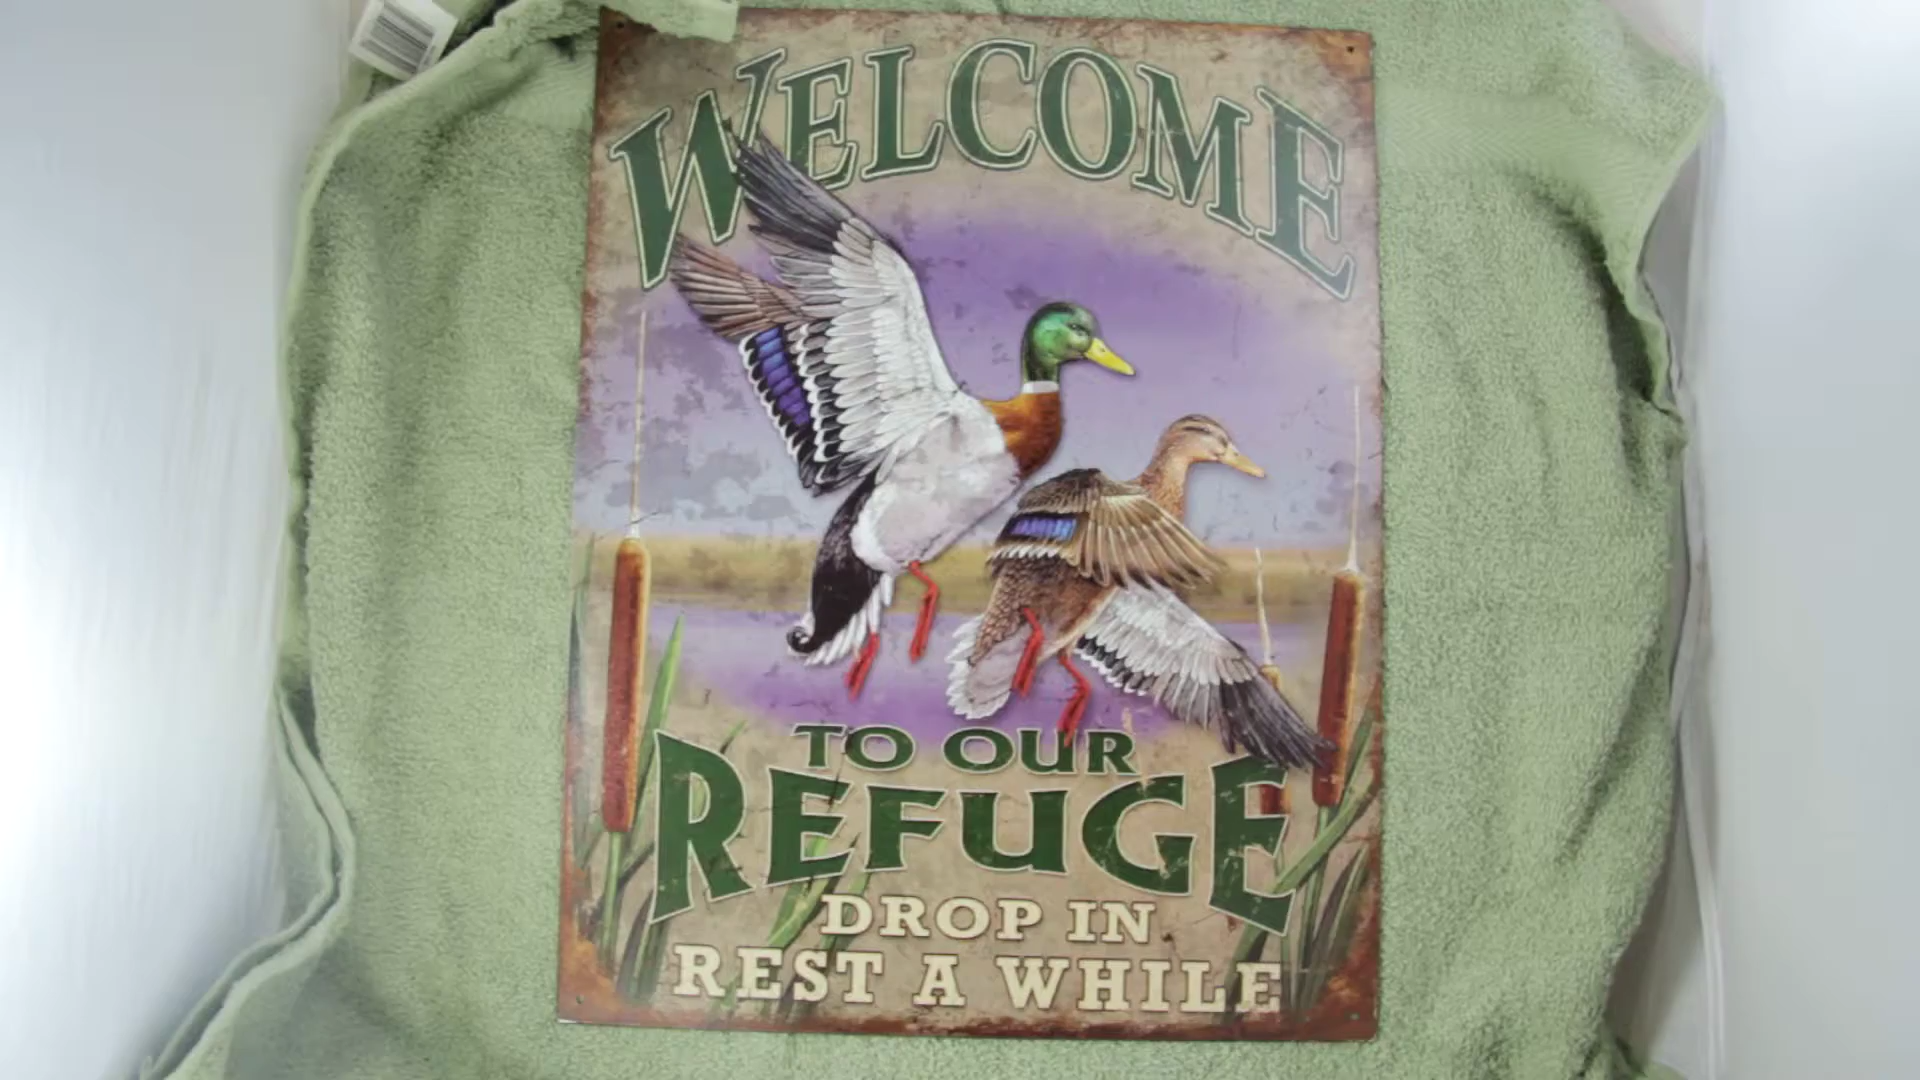 WELCOME
TO OUR
REFUGE
DROP IN
REST A WHILE